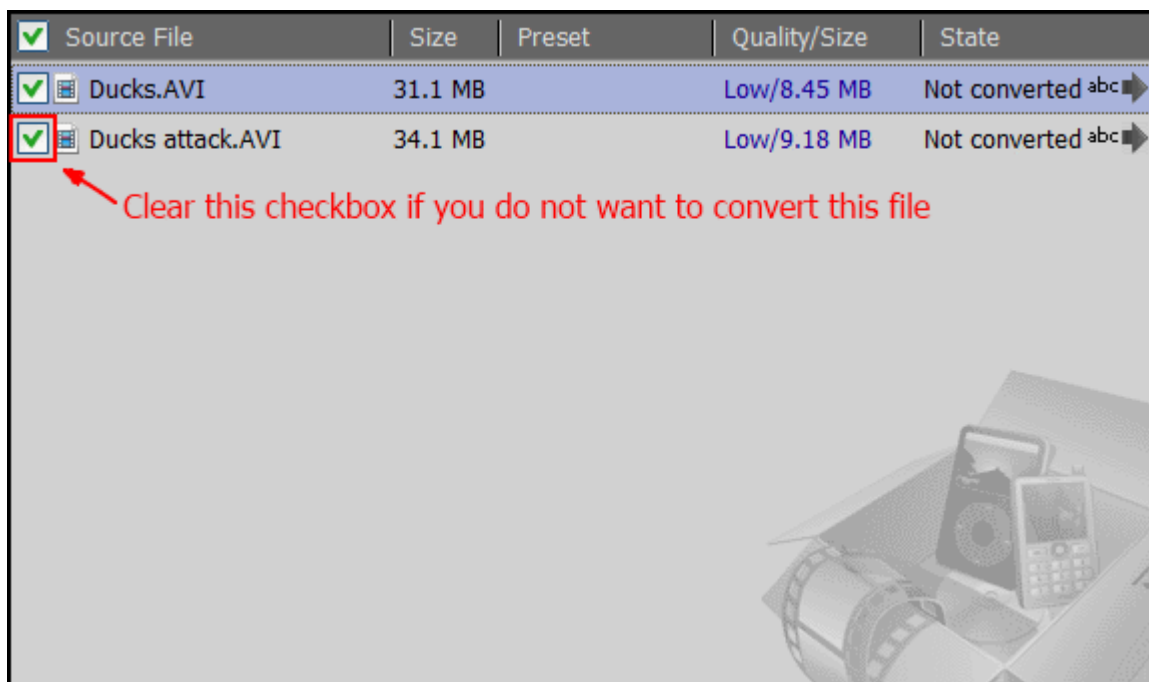 Source File Size Preset Quality/Size State
Ducks.AVI 31.1 MB Low/8.45 MB Not converted abc
Ducks attack.AVI 34.1 MB Low/9.18 MB Not converted abc
Clear this checkbox if you do not want to convert this file